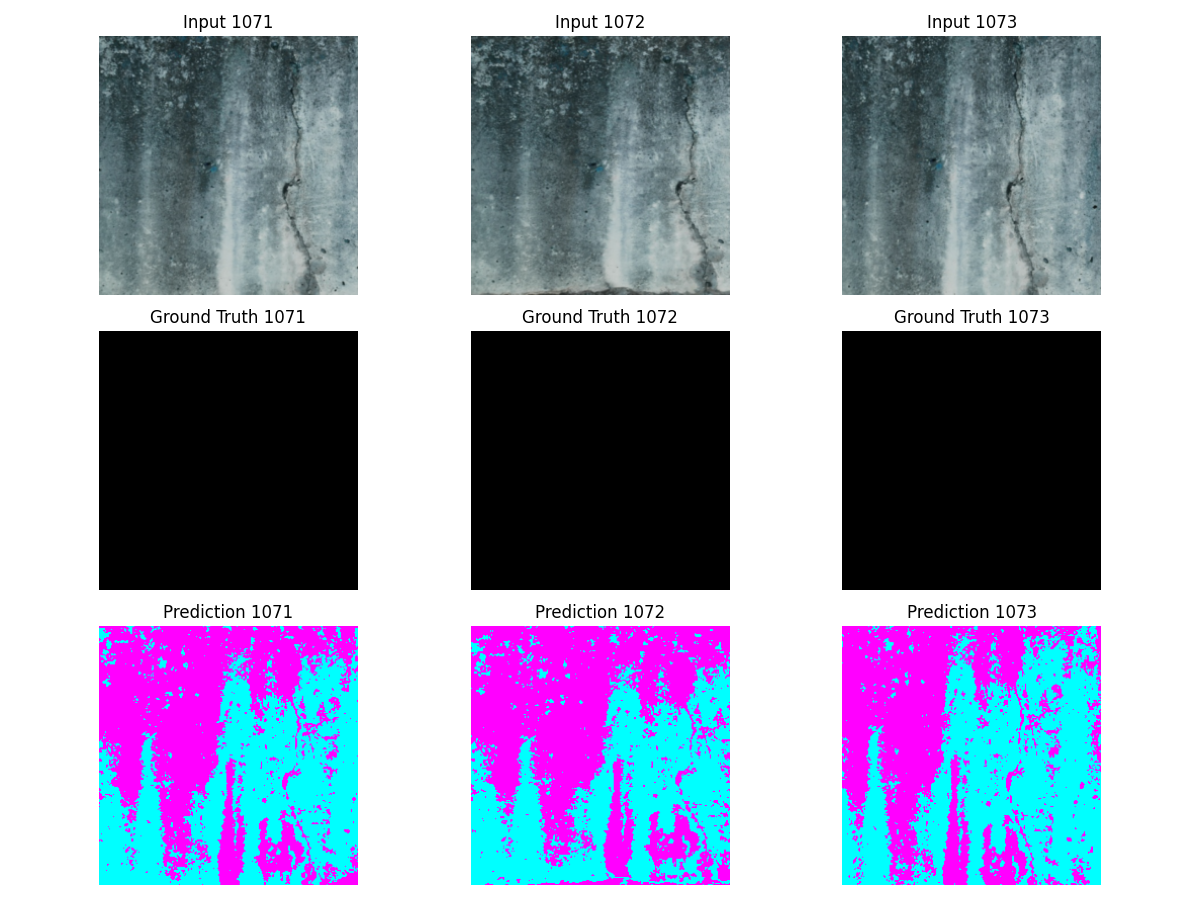 Input 1071
Input 1072
Input 1073
Ground Truth 1071
Ground Truth 1072
Ground Truth 1073
Prediction 1071
Prediction 1072
Prediction 1073